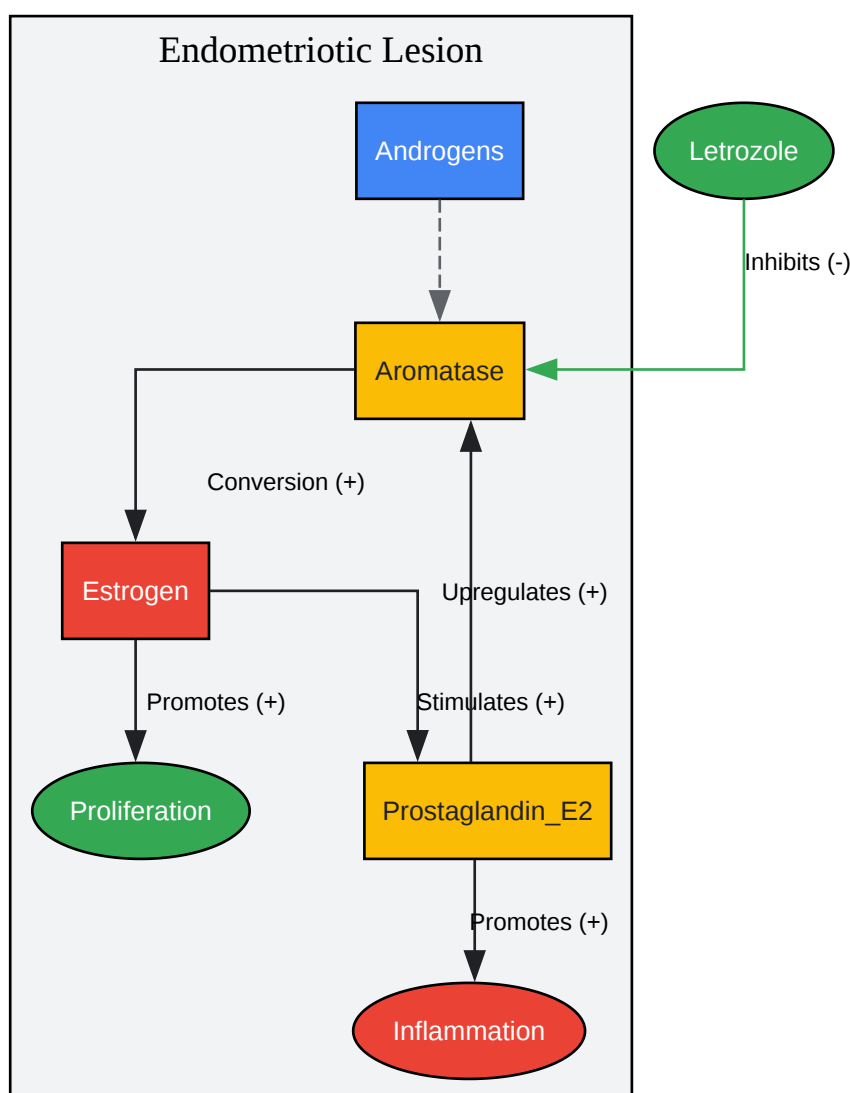 Endometriotic Lesion
Androgens
Letrozole
Inhibits (-)
Aromatase
Conversion (+)
Estrogen
Upregulates (+)
Promotes (+)
Stimulates (+)
Proliferation
Prostaglandin_E2
Promotes (+)
Inflammation